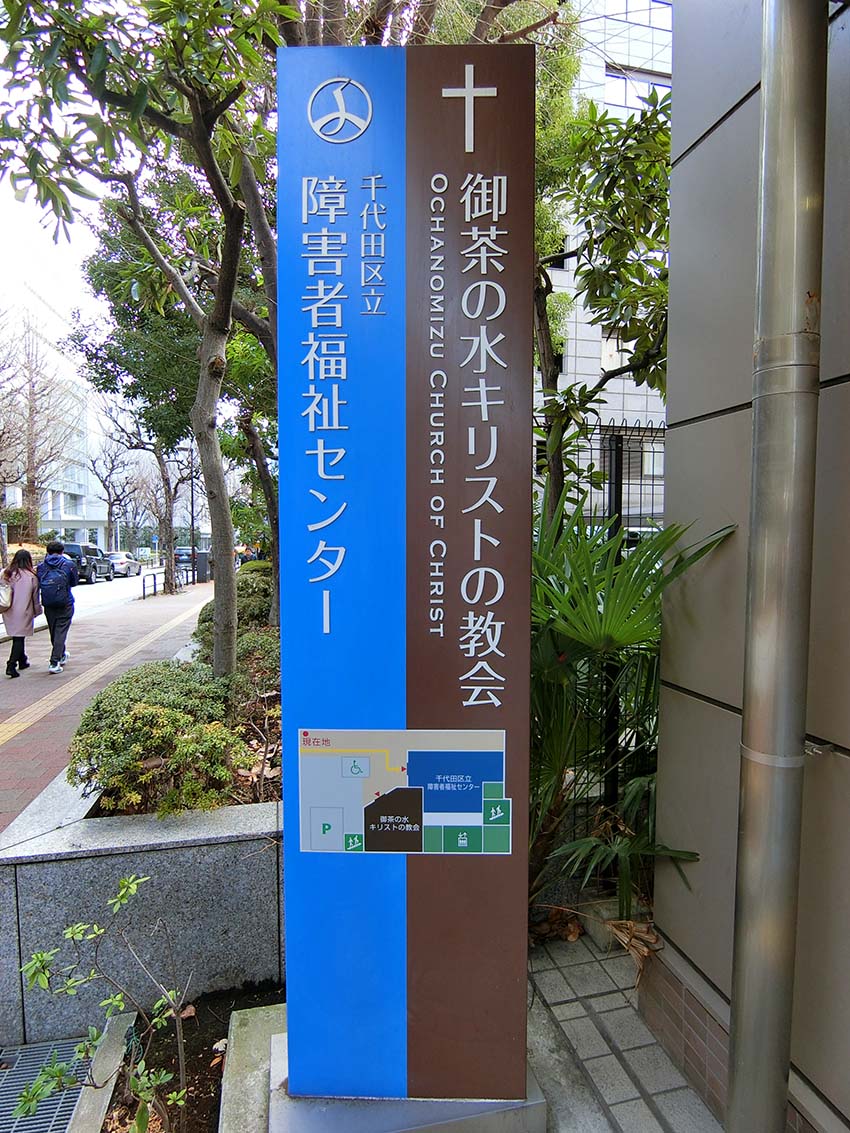 御茶の水キリストの教会
OCHANOMIZU CHURCH OF CHRIST
千代田区立
障害者福祉センター
現在地
千代田区立
障害者福祉センター
御茶の水
キリストの教会
P